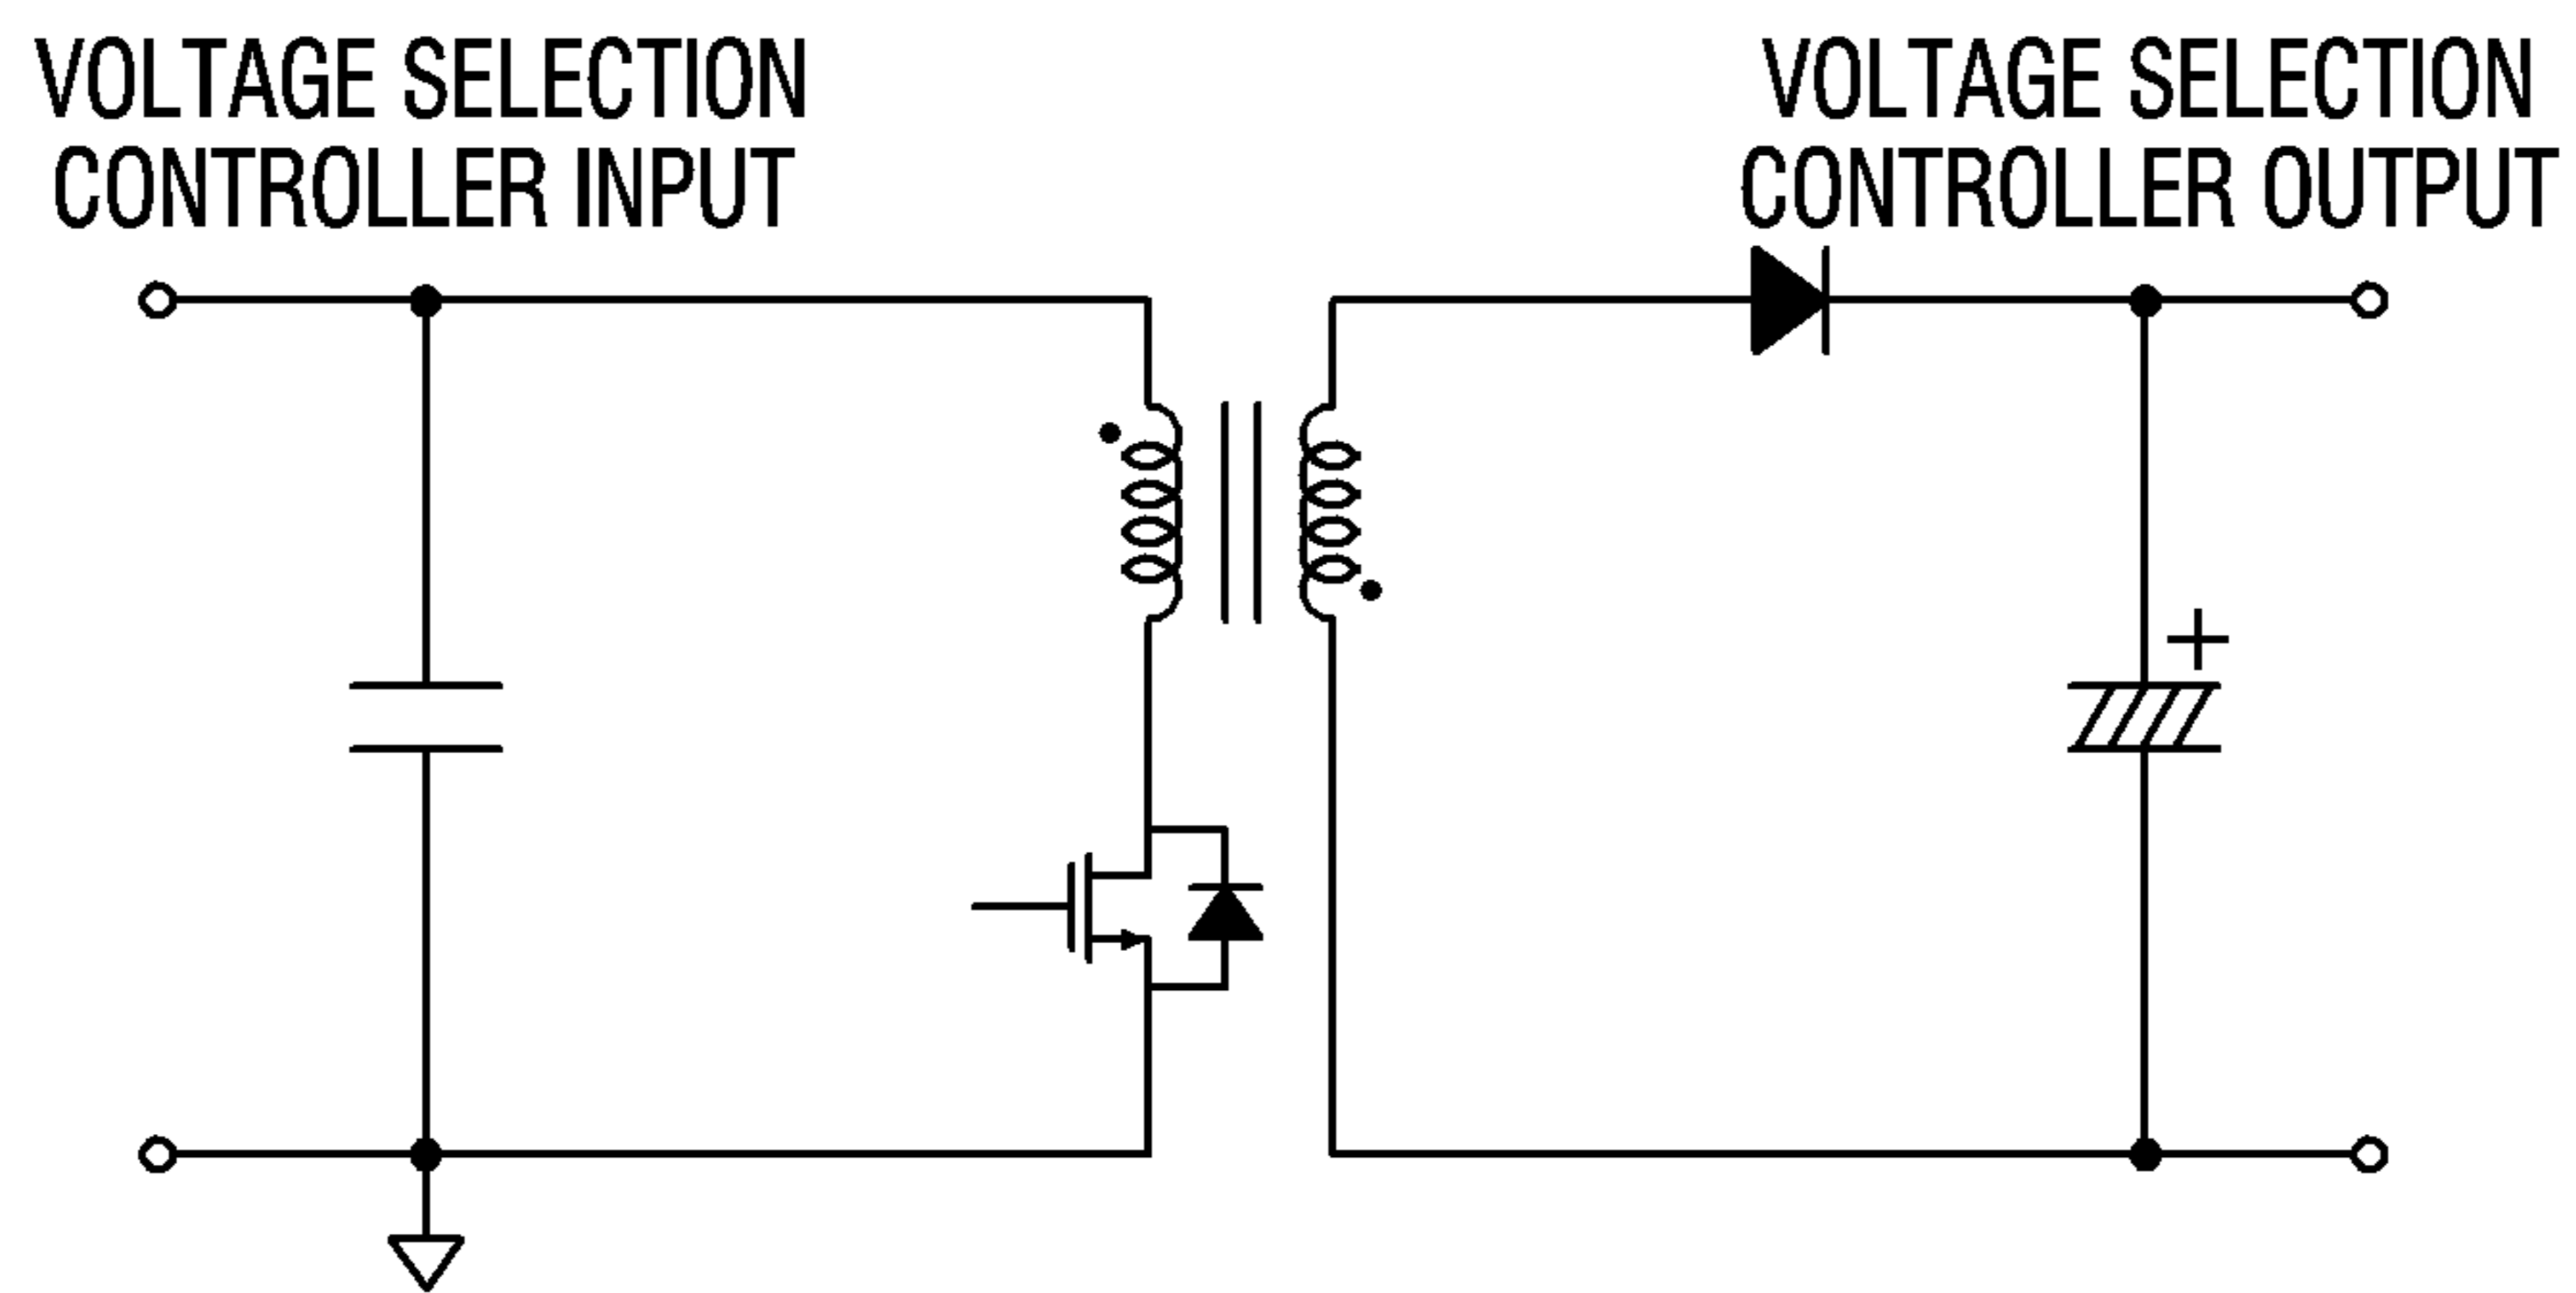 VOLTAGE SELECTION
CONTROLLER INPUT
VOLTAGE SELECTION
CONTROLLER OUTPUT
+